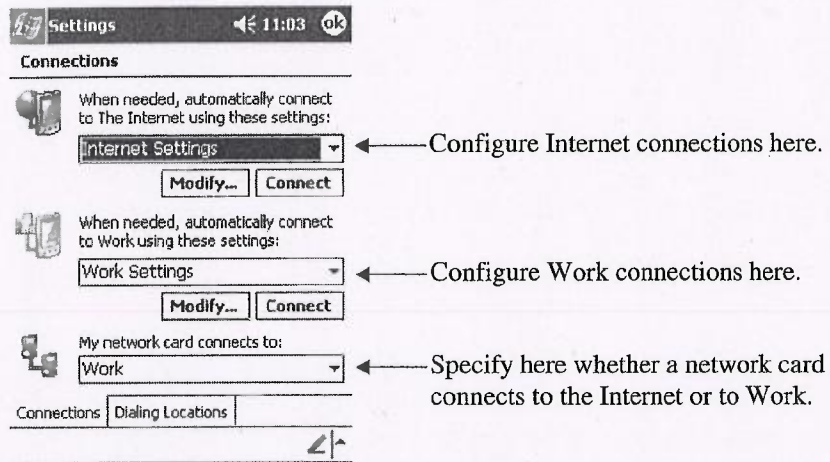 Settings 11:03 ok
Connections
When needed, automatically connect
to The Internet using these settings:
Internet Settings
Configure Internet connections here.
Modify... Connect
When needed, automatically connect
to Work using these settings:
Work Settings
Configure Work connections here.
Modify... Connect
My network card connects to:
Work
Specify here whether a network card
connects to the Internet or to Work.
Connections Dialing Locations